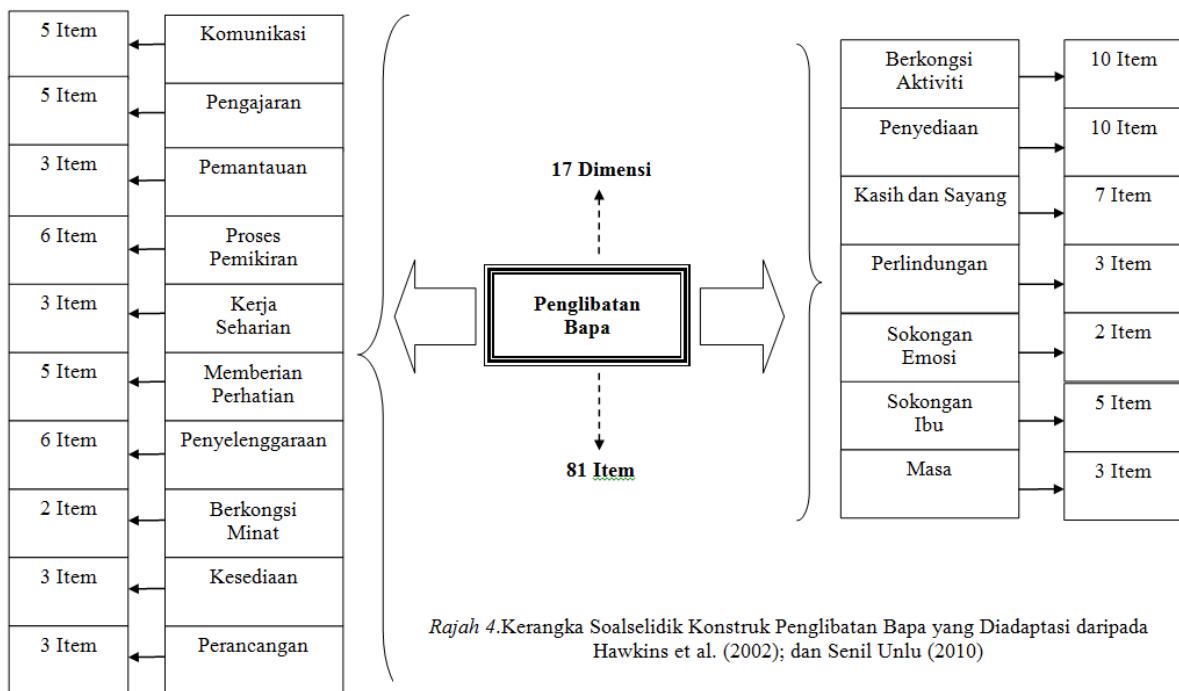 5 Item
Komunikasi
5 Item
Pengajaran
3 Item
Pemantauan
6 Item
Proses
Pemikiran
3 Item
Kerja
Seharian
5 Item
Memberian
Perhatian
6 Item
Penyelenggaraan
2 Item
Berkongsi
Minat
3 Item
Kesediaan
3 Item
Perancangan
17 Dimensi
Penglibatan
Bapa
81 Item
Berkongsi
Aktiviti
10 Item
Penyediaan
10 Item
Kasih dan Sayang
7 Item
Perlindungan
3 Item
Sokongan
Emosi
2 Item
Sokongan
Ibu
5 Item
Masa
3 Item
Rajah 4.Kerangka Soalselidik Konstruk Penglibatan Bapa yang Diadaptasi daripada
Hawkins et al. (2002); dan Senil Unlu (2010)